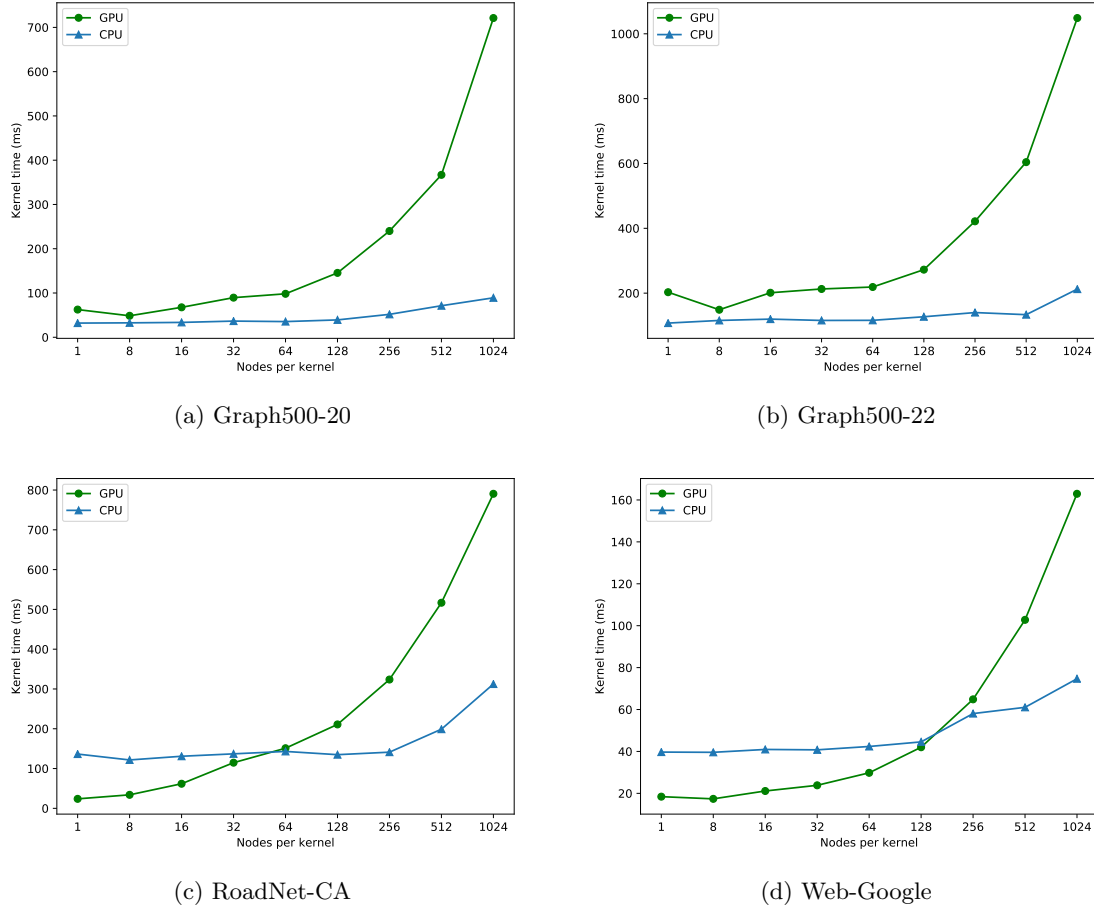 GPU
CPU
700
600
500
400
300
200
100
0
Kernel time (ms)
1 8 16 32 64 128 256 512 1024
Nodes per kernel
(a) Graph500-20
GPU
CPU
1000
800
600
400
200
Kernel time (ms)
1 8 16 32 64 128 256 512 1024
Nodes per kernel
(b) Graph500-22
GPU
CPU
800
700
600
500
400
300
200
100
0
Kernel time (ms)
1 8 16 32 64 128 256 512 1024
Nodes per kernel
(c) RoadNet-CA
GPU
CPU
160
140
120
100
80
60
40
20
Kernel time (ms)
1 8 16 32 64 128 256 512 1024
Nodes per kernel
(d) Web-Google